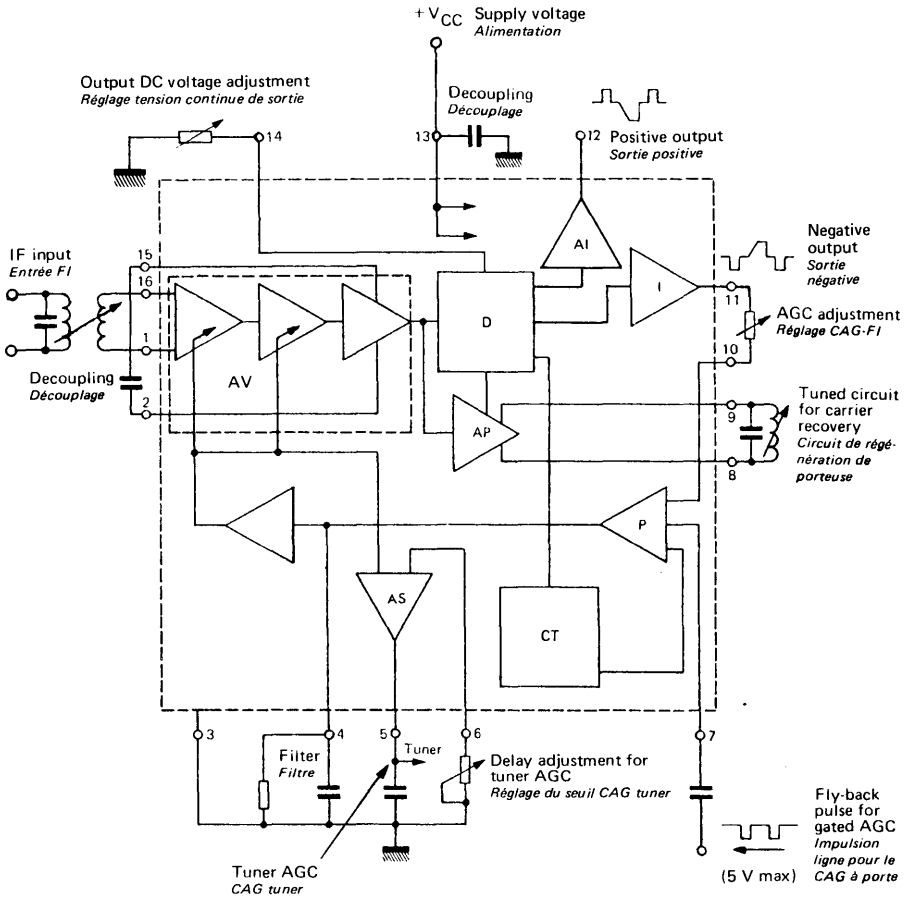 + VCC Supply voltage
Alimentation
Output DC voltage adjustment
Réglage tension continue de sortie
14
Decoupling
Découplage
13
12
Positive output
Sortie positive
IF input
Entrée FI
15
16
1
2
Decoupling
Découplage
AV
D
AI
I
AP
Negative
output
Sortie
négative
11
AGC adjustment
Réglage CAG-FI
10
9
8
Tuned circuit
for carrier
recovery
Circuit de régé-
nération de
porteuse
P
AS
CT
3
4
5
6
7
Filter
Filtre
Tuner
Delay adjustment for
tuner AGC
Réglage du seuil CAG tuner
Tuner AGC
CAG tuner
Fly-back
pulse for
gated AGC
Impulsion
ligne pour le
CAG à porte
(5 V max)